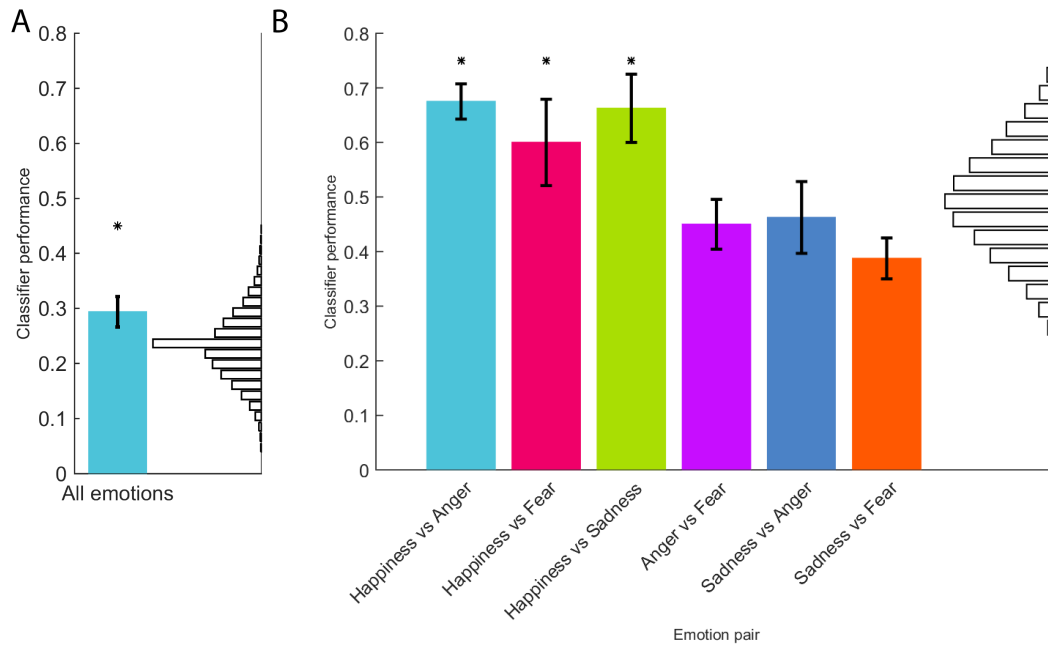 A
Classifier performance
0.8
0.7
0.6
0.5
0.4
0.3
0.2
0.1
0
*
All emotions
B
Classifier performance
0.8
0.7
0.6
0.5
0.4
0.3
0.2
0.1
0
* * *
Happiness vs Anger
Happiness vs Fear
Happiness vs Sadness
Anger vs Fear
Sadness vs Anger
Sadness vs Fear
Emotion pair